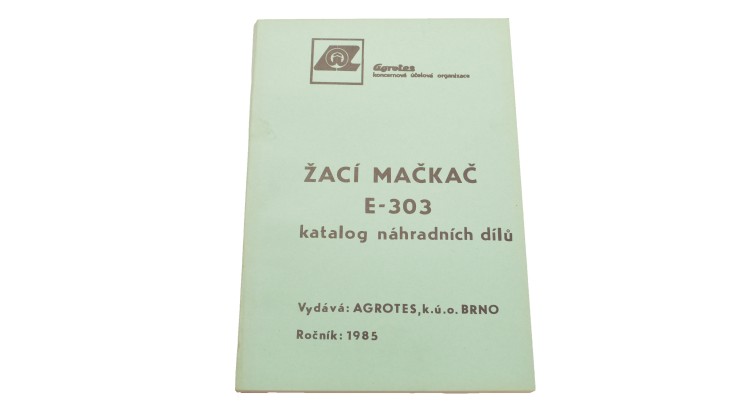 Agrotes
koncernová účelová organizace
ŽACÍ MAČKAČ
E-303
katalog náhradních dílů
Vydává: AGROTES, k.ú.o. BRNO
Ročník: 1985